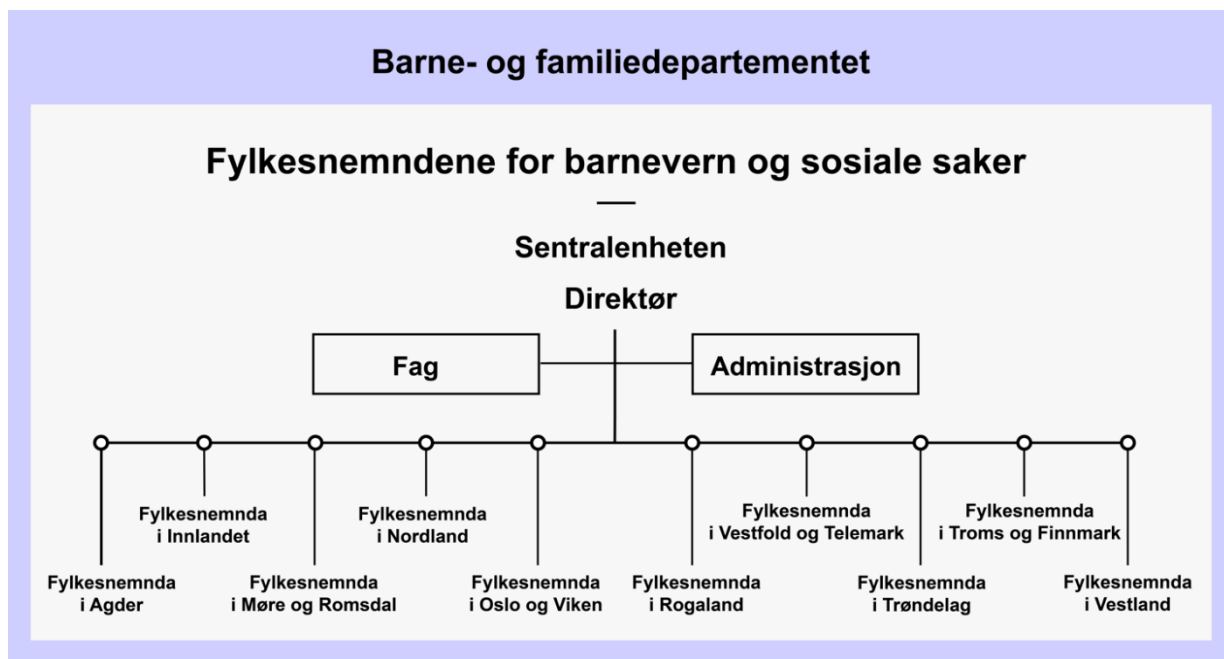 Barne- og familiedepartementet
Fylkesnemndene for barnevern og sosiale saker
Sentralenheten
Direktør
Fag
Administrasjon
Fylkesnemnda
i Agder
Fylkesnemnda
i Innlandet
Fylkesnemnda
i Møre og Romsdal
Fylkesnemnda
i Nordland
Fylkesnemnda
i Oslo og Viken
Fylkesnemnda
i Rogaland
Fylkesnemnda
i Vestfold og Telemark
Fylkesnemnda
i Trøndelag
Fylkesnemnda
i Troms og Finnmark
Fylkesnemnda
i Vestland